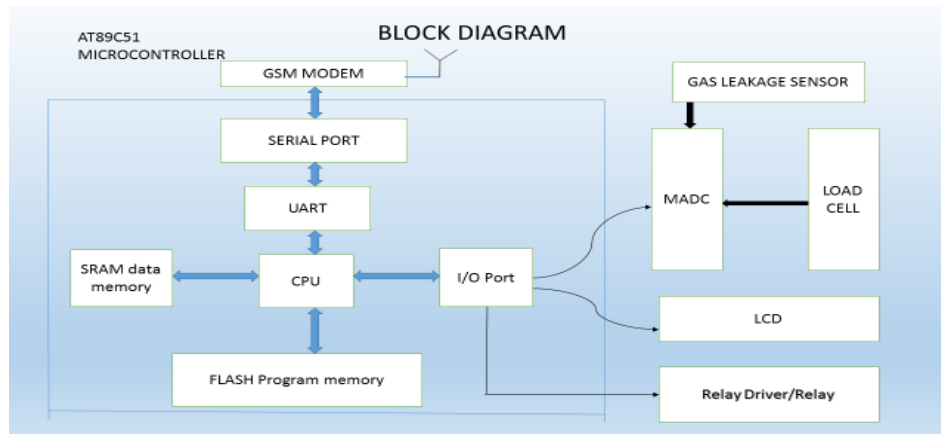 BLOCK DIAGRAM
AT89C51
MICROCONTROLLER
GSM MODEM
GAS LEAKAGE SENSOR
SERIAL PORT
MADC
LOAD
CELL
UART
SRAM data
memory
CPU
I/O Port
LCD
FLASH Program memory
Relay Driver/Relay